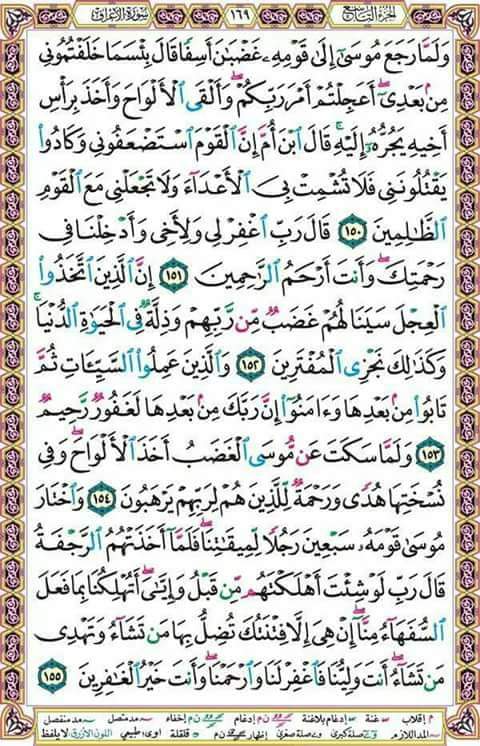 الجزء التاسع ١٦٩ سورة الأعراف
وَلَمَّا رَجَعَ مُوسَىٰٓ إِلَىٰ قَوْمِهِۦ غَضْبَٰنَ أَسِفٗا قَالَ بِئْسَمَا خَلَفْتُمُونِي
مِنۢ بَعْدِيٓۖ أَعَجِلْتُمْ أَمْرَ رَبِّكُمْۖ وَأَلْقَى ٱلْأَلْوَاحَ وَأَخَذَ بِرَأْسِ
أَخِيهِ يَجُرُّهُۥٓ إِلَيْهِۚ قَالَ ٱبْنَ أُمَّ إِنَّ ٱلْقَوْمَ ٱسْتَضْعَفُونِي وَكَادُواْ
يَقْتُلُونَنِي فَلَا تُشْمِتْ بِيَ ٱلْأَعْدَآءَ وَلَا تَجْعَلْنِي مَعَ ٱلْقَوْمِ
ٱلظَّٰلِمِينَ ١٥٠ قَالَ رَبِّ ٱغْفِرْ لِي وَلِأَخِي وَأَدْخِلْنَا فِي
رَحْمَتِكَۖ وَأَنتَ أَرْحَمُ ٱلرَّٰحِمِينَ ١٥١ إِنَّ ٱلَّذِينَ ٱتَّخَذُواْ
ٱلْعِجْلَ سَيَنَالُهُمْ غَضَبٞ مِّن رَّبِّهِمْ وَذِلَّةٞ فِي ٱلْحَيَوٰةِ ٱلدُّنْيَاۚ
وَكَذَٰلِكَ نَجْزِي ٱلْمُفْتَرِينَ ١٥٢ وَٱلَّذِينَ عَمِلُواْ ٱلسَّيِّـَٔاتِ ثُمَّ
تَابُواْ مِنۢ بَعْدِهَا وَءَامَنُوٓاْ إِنَّ رَبَّكَ مِنۢ بَعْدِهَا لَغَفُورٞ رَّحِيمٞ
١٥٣ وَلَمَّا سَكَتَ عَن مُّوسَى ٱلْغَضَبُ أَخَذَ ٱلْأَلْوَاحَۖ وَفِي
نُسْخَتِهَا هُدٗى وَرَحْمَةٞ لِّلَّذِينَ هُمْ لِرَبِّهِمْ يَرْهَبُونَ ١٥٤ وَٱخْتَارَ
مُوسَىٰ قَوْمَهُۥ سَبْعِينَ رَجُلٗا لِّمِيقَٰتِنَاۖ فَلَمَّآ أَخَذَتْهُمُ ٱلرَّجْفَةُ
قَالَ رَبِّ لَوْ شِئْتَ أَهْلَكْتَهُم مِّن قَبْلُ وَإِيَّٰيَۖ أَتُهْلِكُنَا بِمَا فَعَلَ
ٱلسُّفَهَآءُ مِنَّآۖ إِنْ هِيَ إِلَّا فِتْنَتُكَ تُضِلُّ بِهَا مَن تَشَآءُ وَتَهْدِي
مَن تَشَآءُۖ أَنتَ وَلِيُّنَا فَٱغْفِرْ لَنَا وَٱرْحَمْنَاۖ وَأَنتَ خَيْرُ ٱلْغَٰفِرِينَ ١٥٥
م إقلاب غنة إدغام بلاغنة ن م إدغام ن م إخفاء مد متصل مد منفصل
المد اللازم صلة كبرى صلة صغرى إظهار ن م قلقلة اوى: طبيعي اللون الأزرق لا يلفظ